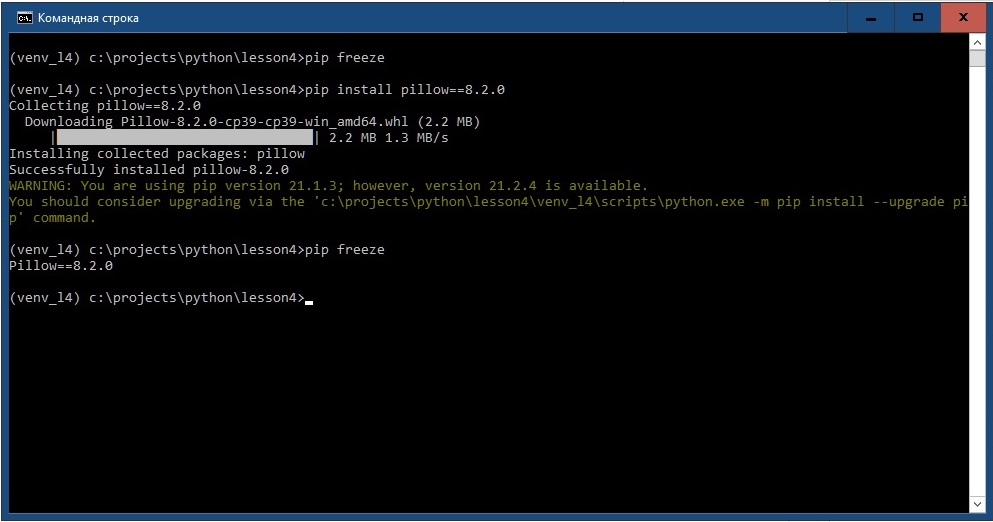 Командная строка
(venv_l4) c:\projects\python\lesson4>pip freeze
(venv_l4) c:\projects\python\lesson4>pip install pillow==8.2.0
Collecting pillow==8.2.0
Downloading Pillow-8.2.0-cp39-cp39-win_amd64.whl (2.2 MB)
| | 2.2 MB 1.3 MB/s
Installing collected packages: pillow
Successfully installed pillow-8.2.0
WARNING: You are using pip version 21.1.3; however, version 21.2.4 is available.
You should consider upgrading via the 'c:\projects\python\lesson4\venv_l4\scripts\python.exe -m pip install --upgrade pi
p' command.
(venv_l4) c:\projects\python\lesson4>pip freeze
Pillow==8.2.0
(venv_l4) c:\projects\python\lesson4>